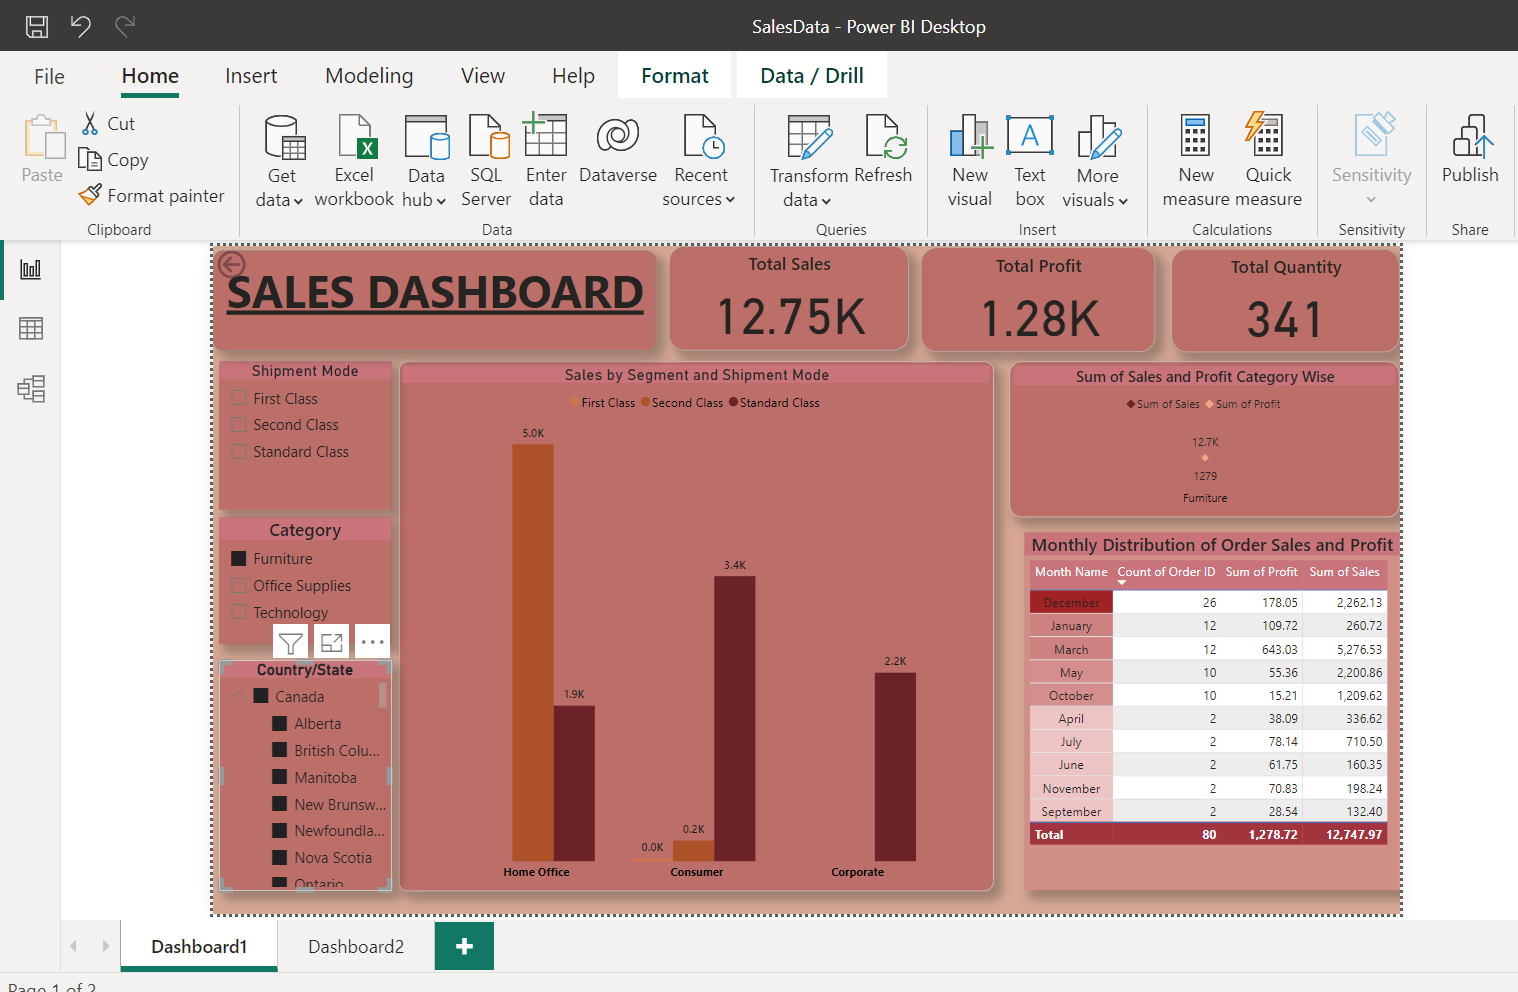 SalesData - Power BI Desktop
File Home Insert Modeling View Help Format Data / Drill
Paste
Cut
Copy
Format painter
Clipboard
Get data
Excel workbook
Data hub
SQL Server
Enter data
Dataverse
Recent sources
Data
Transform data
Refresh
Queries
New visual
Text box
More visuals
Insert
New measure
Quick measure
Calculations
Sensitivity
Sensitivity
Publish
Share
SALES DASHBOARD
Total Sales
12.75K
Total Profit
1.28K
Total Quantity
341
Shipment Mode
First Class
Second Class
Standard Class
Category
Furniture
Office Supplies
Technology
Country/State
Canada
Alberta
British Colu...
Manitoba
New Brunsw...
Newfoundla...
Nova Scotia
Ontario
Sales by Segment and Shipment Mode
First Class Second Class Standard Class
5.0K
1.9K
0.0K
0.2K
3.4K
2.2K
Home Office Consumer Corporate
Sum of Sales and Profit Category Wise
Sum of Sales Sum of Profit
12.7K
1279
Furniture
Monthly Distribution of Order Sales and Profit
Month Name Count of Order ID Sum of Profit Sum of Sales
December 26 178.05 2,262.13
January 12 109.72 260.72
March 12 643.03 5,276.53
May 10 55.36 2,200.86
October 10 15.21 1,209.62
April 2 38.09 336.62
July 2 78.14 710.50
June 2 61.75 160.35
November 2 70.83 198.24
September 2 28.54 132.40
Total 80 1,278.72 12,747.97
Dashboard1 Dashboard2
Page 1 of 2